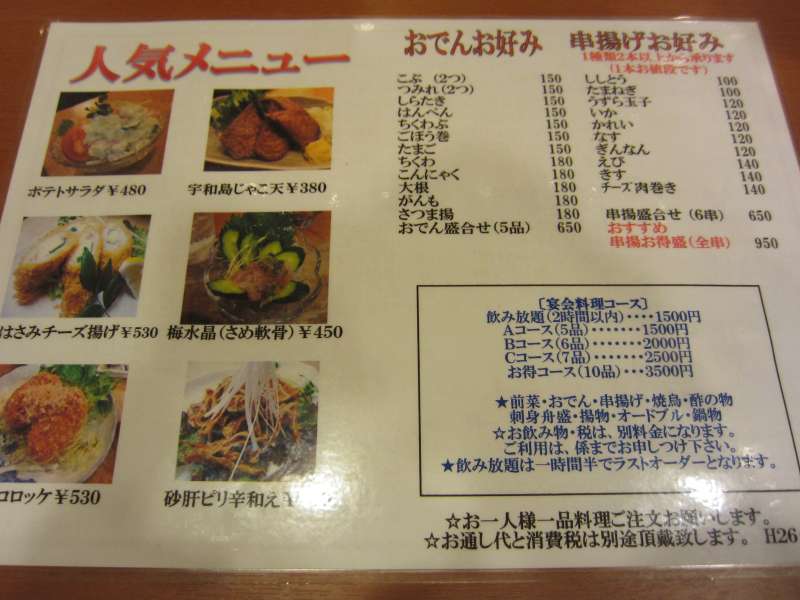 人気メニュー
ポテトサラダ￥480
宇和島じゃこ天￥380
はさみチーズ揚げ￥530
梅水晶(さめ軟骨)￥450
コロッケ￥530
砂肝ピリ辛和え￥
おでんお好み
こぶ(2つ) 150
つみれ(2つ) 150
しらたき 150
はんぺん 150
ちくわぶ 150
ごぼう巻 150
たまご 150
ちくわ 180
こんにゃく 180
大根 180
がんも 180
さつま揚 180
おでん盛合せ(5品) 650
串揚げお好み
1種類2本以上から承ります
(1本お値段です)
ししとう 100
たまねぎ 100
うずら玉子 120
いか 120
かれい 120
なす 120
ぎんなん 120
えび 140
きす 140
チーズ肉巻き 140
串揚盛合せ(6串) 650
おすすめ
串揚お得盛(全串) 950
［宴会料理コース］
飲み放題(2時間以内)････1500円
Aコース(5品)･･･････1500円
Bコース(6品)･･･････2000円
Cコース(7品)･･･････2500円
お得コース(10品)････3500円
★前菜・おでん・串揚げ・焼鳥・酢の物
刺身舟盛・揚物・オードブル・鍋物
☆お飲み物・税は、別料金になります。
ご利用は、係までお申しつけ下さい。
★飲み放題は一時間半でラストオーダーとなります。
☆お一人様一品料理ご注文お願いします。
☆お通し代と消費税は別途頂戴致します。 H26